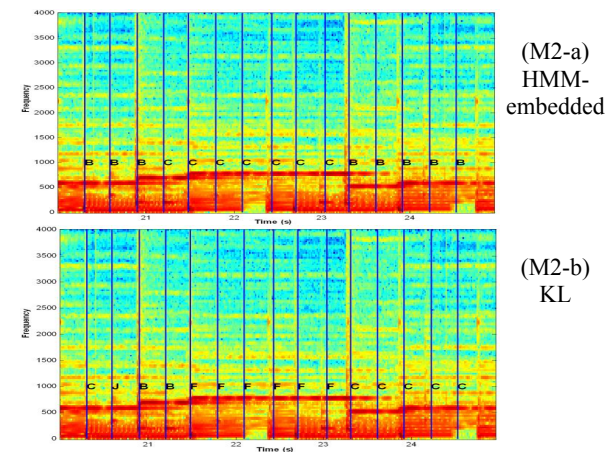 4000
3500
3000
2500
2000
1500
1000
500
0
Frequency
B B B C C C C C C C B B B B B
21 22 23 24
Time (s)
(M2-a)
HMM-
embedded
4000
3500
3000
2500
2000
1500
1000
500
0
Frequency
C J B B F F F F F F C C C C C
21 22 23 24
Time (s)
(M2-b)
KL